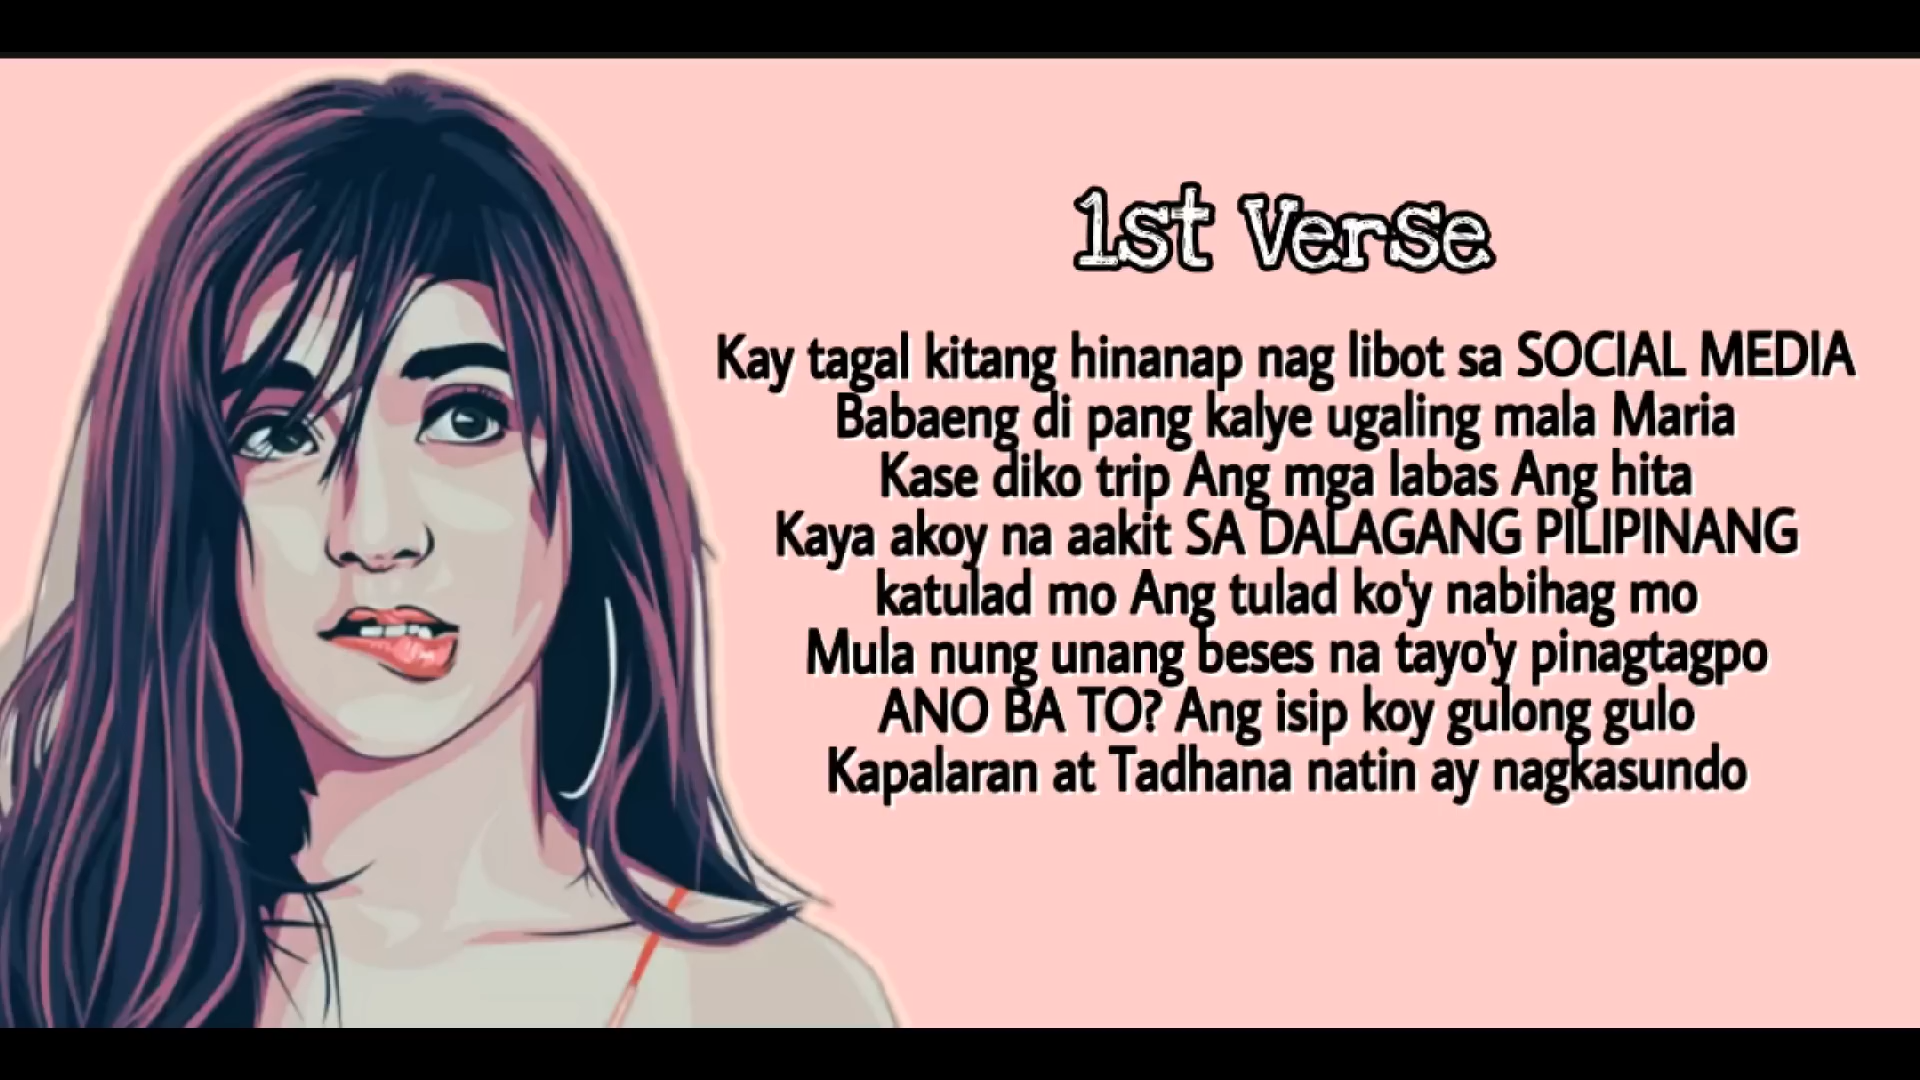 1st Verse
Kay tagal kitang hinanap nag libot sa SOCIAL MEDIA
Babaeng di pang kalye ugaling mala Maria
Kase diko trip Ang mga labas Ang hita
Kaya akoy na aakit SA DALAGANG PILIPINANG
katulad mo Ang tulad ko'y nabihag mo
Mula nung unang beses na tayo'y pinagtagpo
ANO BA TO? Ang isip koy gulong gulo
Kapalaran at Tadhana natin ay nagkasundo